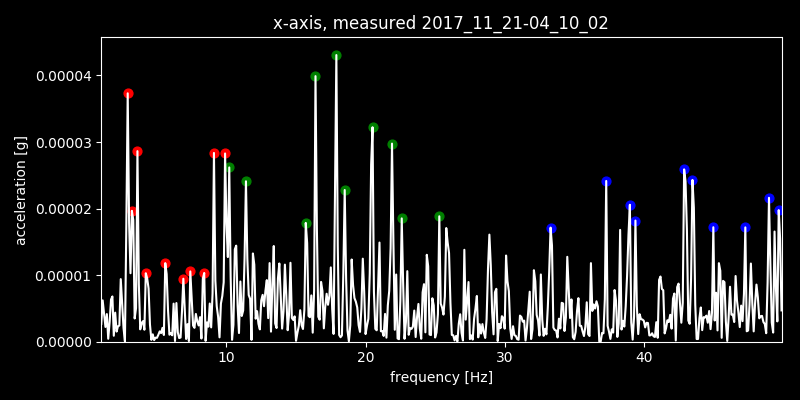 x-axis, measured 2017_11_21-04_10_02
0.00004
0.00003
0.00002
0.00001
0.00000
acceleration [g]
10 20 30 40
frequency [Hz]